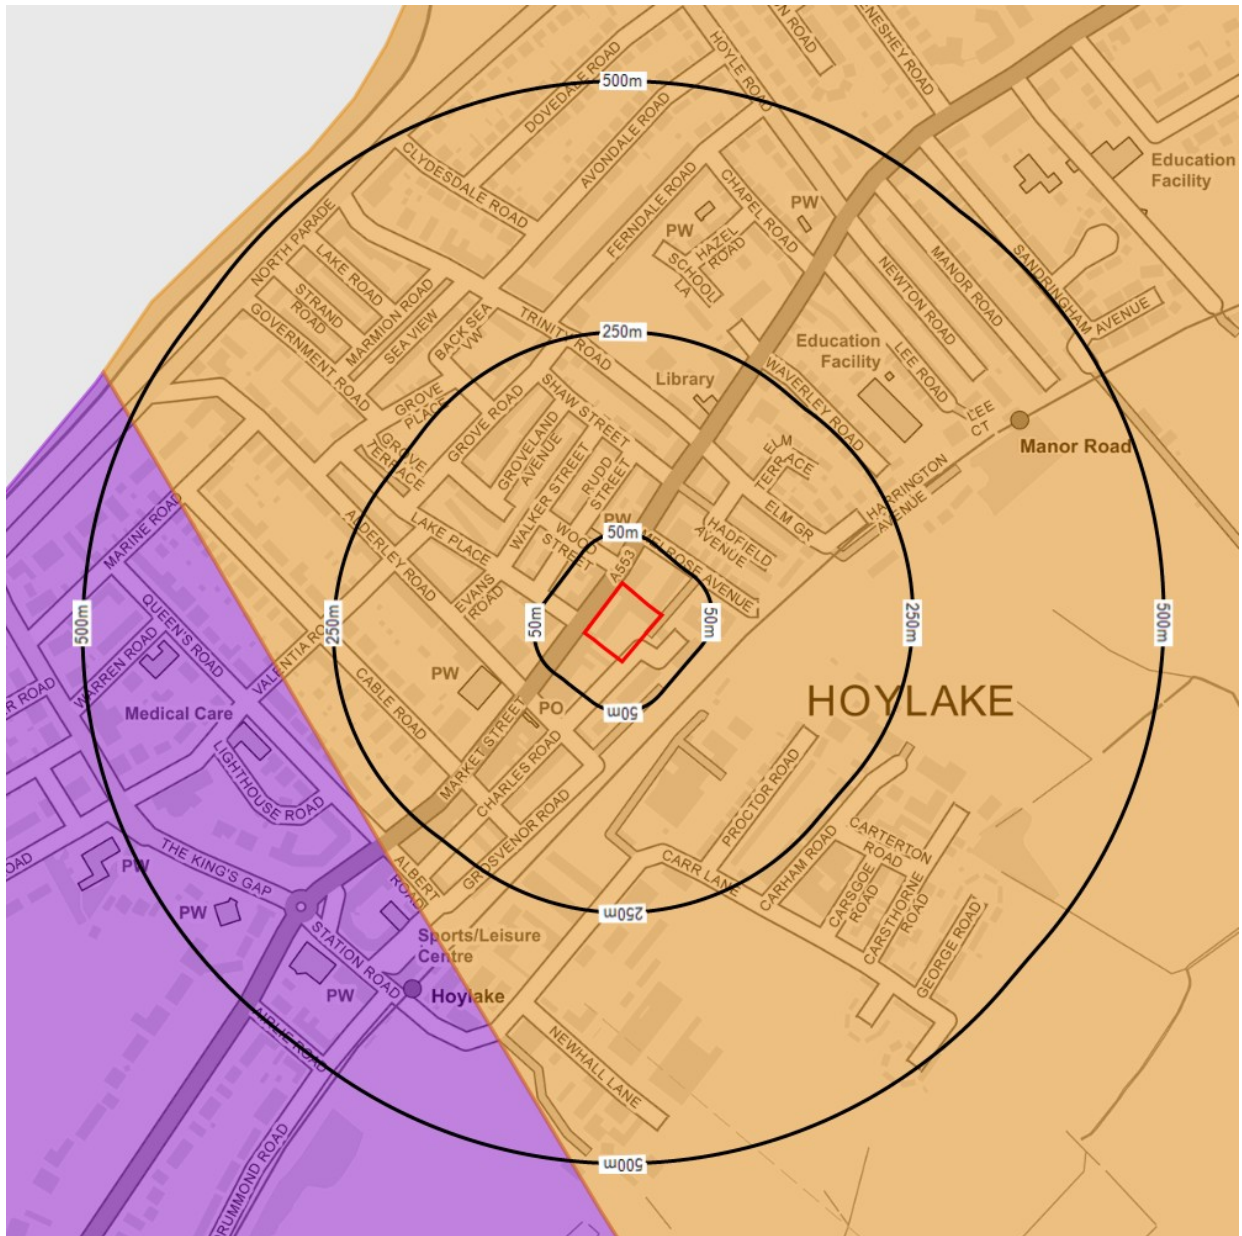 ENESHEY ROAD
HOYLE ROAD
DOVEDALE ROAD
500m
AVONDALE ROAD
CLYDESDALE ROAD
Education
Facility
FERNDALE ROAD
CHAPEL ROAD
PW
PW
HAZEL
ROAD
SCHOOL
LA
NORTH PARADE
LAKE ROAD
STRAND
ROAD
MARMION ROAD
SEA VIEW
BACK SEA
VW
GOVERNMENT ROAD
MANOR ROAD
NEWTON ROAD
SANDRINGHAM
AVENUE
TRINITY ROAD
250m
Education
Facility
LEE ROAD
WAVERLEY ROAD
Library
LEE
CT
Manor Road
GROVE
PLACE
GROVE ROAD
SHAW STREET
GROVELAND
AVENUE
GROVE
TERRACE
WALKER STREET
RUDD
STREET
ELM
TERRACE
HARRINGTON
AVENUE
ELM GR
HADFIELD
AVENUE
PW
WOOD
STREET
50m
MELROSE AVENUE
A553
LAKE PLACE
ALDERLEY ROAD
EVANS
ROAD
MARINE ROAD
QUEEN'S ROAD
WARREN ROAD
VALENTIA RO
500m
250m
50m
50m
250m
500m
PW
CABLE ROAD
50m
PO
HOYLAKE
Medical Care
MARKET STREET
CHARLES ROAD
LIGHTHOUSE ROAD
GROSVENOR ROAD
PROCTOR ROAD
CARR LANE
CARHAM ROAD
CARTERTON
ROAD
CARSGOE
ROAD
CARSTHORNE
ROAD
GEORGE ROAD
R ROAD
OAD
THE KING'S GAP
PW
PW
ALBERT
ROAD
250m
STATION ROAD
Sports/Leisure
Centre
PW
Hoylake
AIRLIE ROAD
NEWHALL LANE
DRUMMOND ROAD
500m